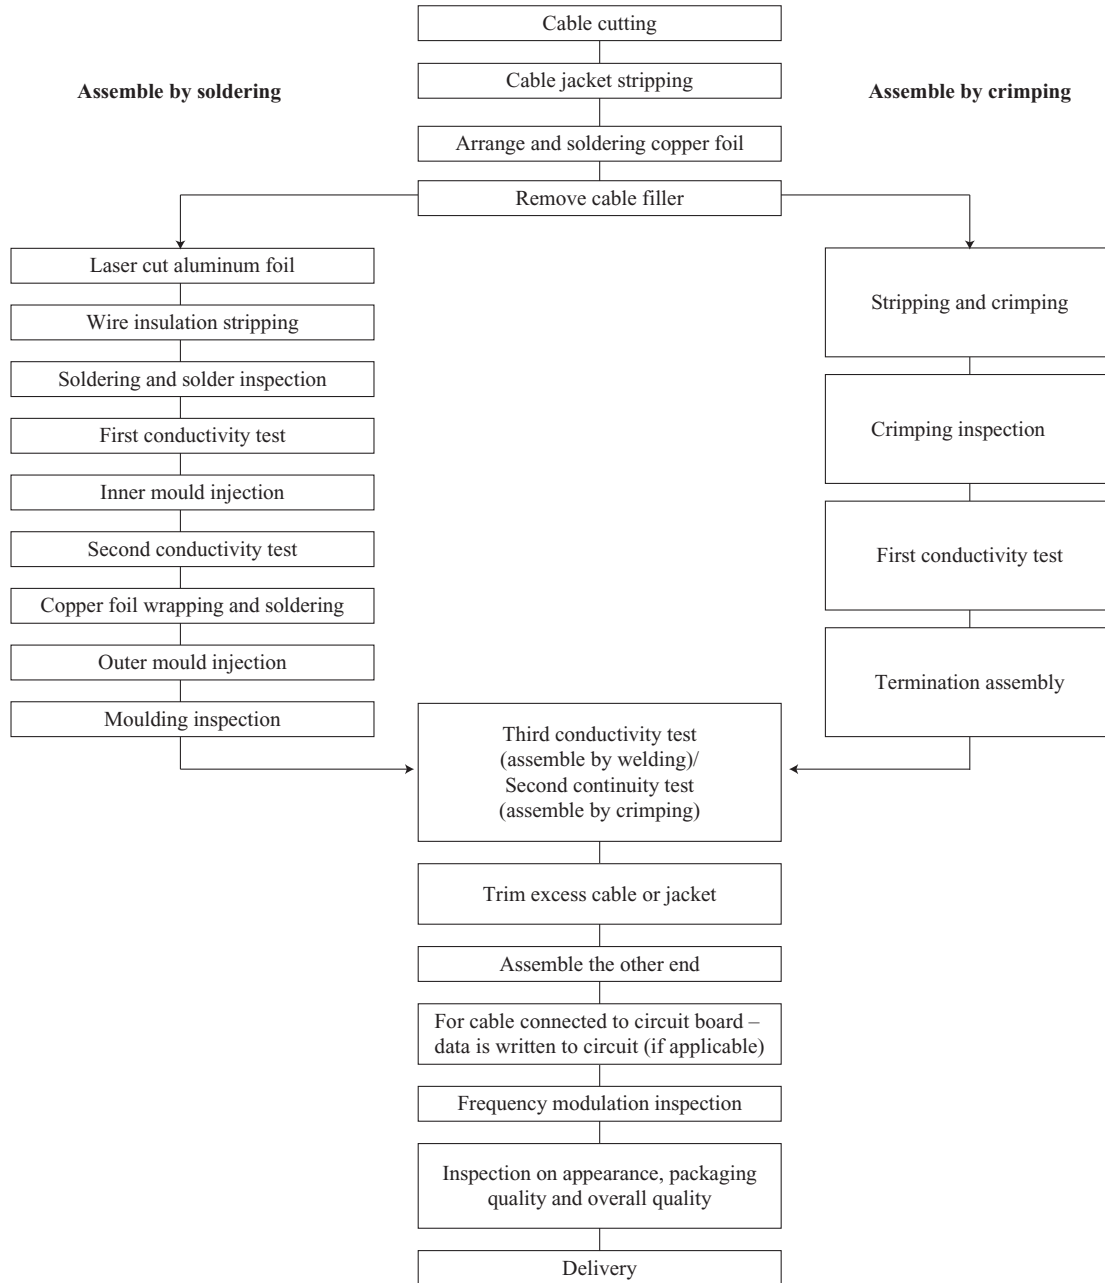 Cable cutting
Cable jacket stripping
Assemble by soldering
Assemble by crimping
Arrange and soldering copper foil
Remove cable filler
Laser cut aluminum foil
Wire insulation stripping
Soldering and solder inspection
First conductivity test
Inner mould injection
Second conductivity test
Copper foil wrapping and soldering
Outer mould injection
Moulding inspection
Stripping and crimping
Crimping inspection
First conductivity test
Termination assembly
Third conductivity test
(assemble by welding)/
Second continuity test
(assemble by crimping)
Trim excess cable or jacket
Assemble the other end
For cable connected to circuit board –
data is written to circuit (if applicable)
Frequency modulation inspection
Inspection on appearance, packaging
quality and overall quality
Delivery